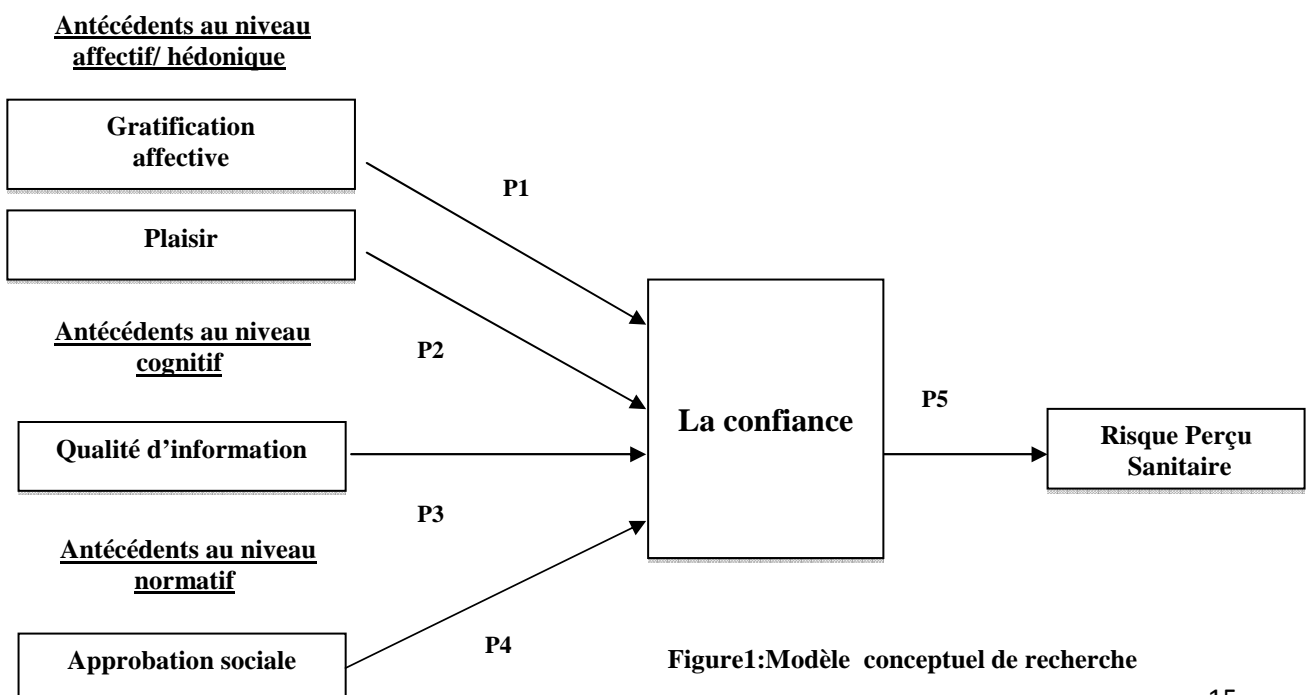 Antécédents au niveau
affectif/ hédonique
Gratification
affective
P1
Plaisir
Antécédents au niveau
cognitif
P2
La confiance
P5
Risque Perçu
Sanitaire
Qualité d’information
P3
Antécédents au niveau
normatif
Approbation sociale
P4
Figure1:Modèle conceptuel de recherche
15